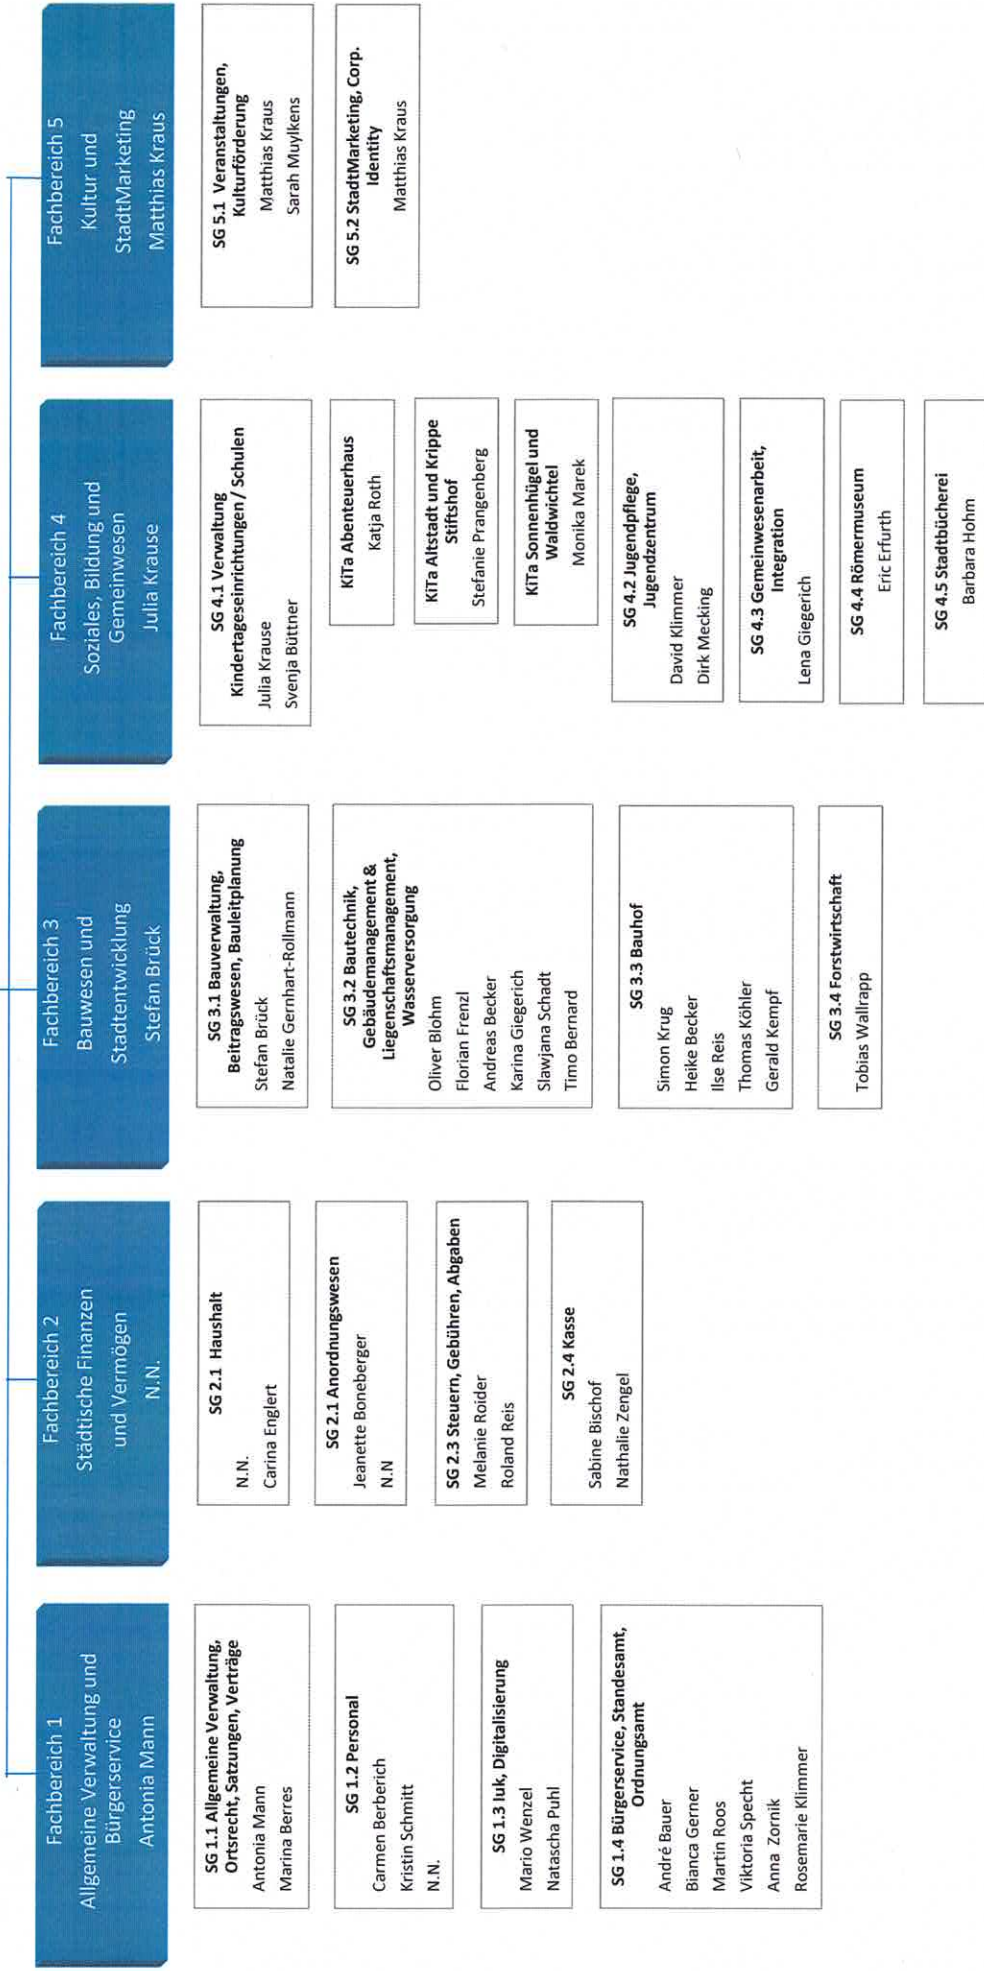 Fachbereich 1
Allgemeine Verwaltung und
Bürgerservice
Antonia Mann
SG 1.1 Allgemeine Verwaltung,
Ortsrecht, Satzungen, Verträge
Antonia Mann
Marina Berres
SG 1.2 Personal
Carmen Berberich
Kristin Schmitt
N.N.
SG 1.3 Iuk, Digitalisierung
Mario Wenzel
Natascha Puhl
SG 1.4 Bürgerservice, Standesamt,
Ordnungsamt
André Bauer
Bianca Gerner
Martin Roos
Viktoria Specht
Anna Zornik
Rosemarie Klimmer
Fachbereich 2
Städtische Finanzen
und Vermögen
N.N.
SG 2.1 Haushalt
N.N.
Carina Englert
SG 2.1 Anordnungswesen
Jeanette Boneberger
N.N
SG 2.3 Steuern, Gebühren, Abgaben
Melanie Roider
Roland Reis
SG 2.4 Kasse
Sabine Bischof
Nathalie Zengel
Fachbereich 3
Bauwesen und
Stadtentwicklung
Stefan Brück
SG 3.1 Bauverwaltung,
Beitragswesen, Bauleitplanung
Stefan Brück
Natalie Gernhart-Rollmann
SG 3.2 Bautechnik,
Gebäudemanagement &
Liegenschaftsmanagement,
Wasserversorgung
Oliver Blohm
Florian Frenzl
Andreas Becker
Karina Giegerich
Slawjana Schadt
Timo Bernard
SG 3.3 Bauhof
Simon Krug
Heike Becker
Ilse Reis
Thomas Köhler
Gerald Kempf
SG 3.4 Forstwirtschaft
Tobias Wallrapp
Fachbereich 4
Soziales, Bildung und
Gemeinwesen
Julia Krause
SG 4.1 Verwaltung
Kindertageseinrichtungen / Schulen
Julia Krause
Svenja Büttner
KiTa Abenteuerhaus
Katja Roth
KiTa Altstadt und Krippe
Stiftshof
Stefanie Prangenberg
KiTa Sonnenhügel und
Waldwichtel
Monika Marek
SG 4.2 Jugendpflege,
Jugendzentrum
David Klimmer
Dirk Mecking
SG 4.3 Gemeinwesenarbeit,
Integration
Lena Giegerich
SG 4.4 Römermuseum
Eric Erfurth
SG 4.5 Stadtbücherei
Barbara Hohm
Fachbereich 5
Kultur und
StadtMarketing
Matthias Kraus
SG 5.1 Veranstaltungen,
Kulturförderung
Matthias Kraus
Sarah Muylkens
SG 5.2 StadtMarketing, Corp.
Identity
Matthias Kraus